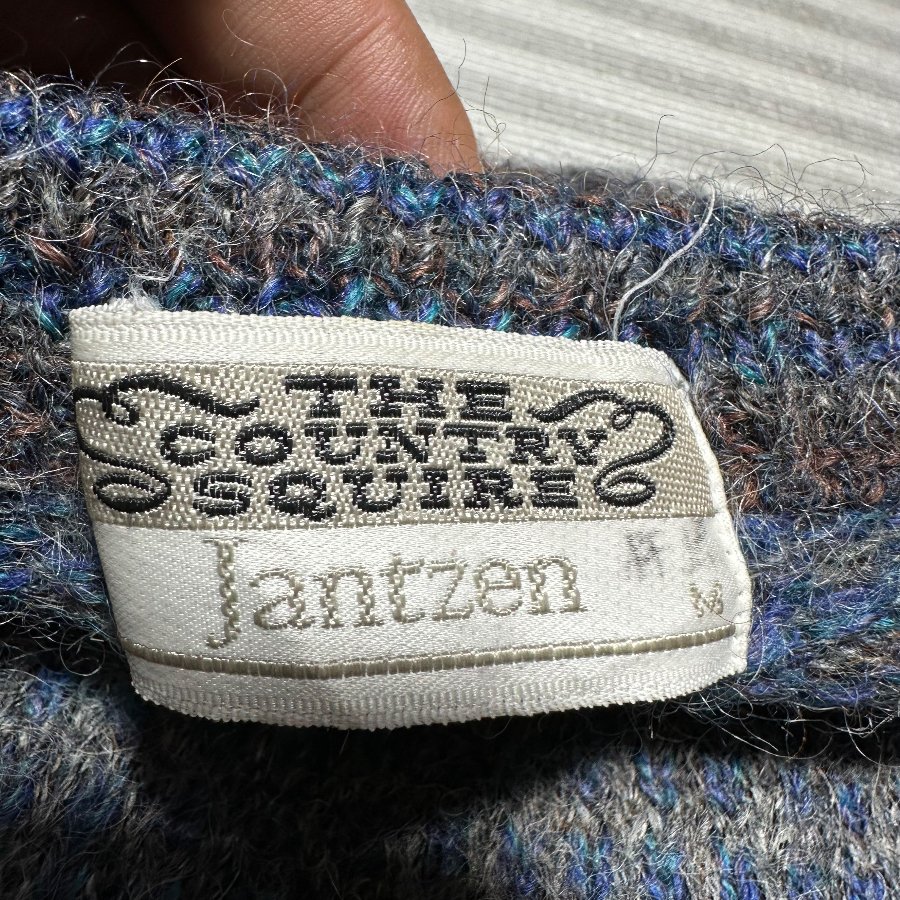 THE
COUNTRY
SQUIRE
Jantzen
M